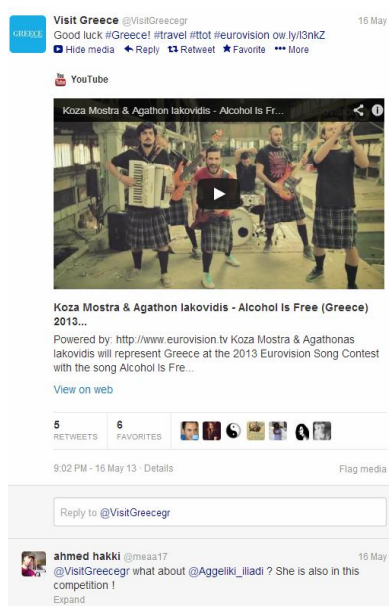 GREECE
Visit Greece @VisitGreecegr 16 May
Good luck #Greece! #travel #ttot #eurovision ow.ly/l3nkZ
Hide media Reply Retweet Favorite More
You Tube YouTube
Koza Mostra & Agathon Iakovidis - Alcohol Is Fr...
Koza Mostra & Agathon Iakovidis - Alcohol Is Free (Greece)
2013...
Powered by: http://www.eurovision.tv Koza Mostra & Agathonas
Iakovidis will represent Greece at the 2013 Eurovision Song Contest
with the song Alcohol Is Fre...
View on web
5 6
RETWEETS FAVORITES
9:02 PM - 16 May 13 · Details Flag media
Reply to @VisitGreecegr
ahmed hakki @meaa17 16 May
@VisitGreecegr what about @Aggeliki_iliadi ? She is also in this
competition !
Expand